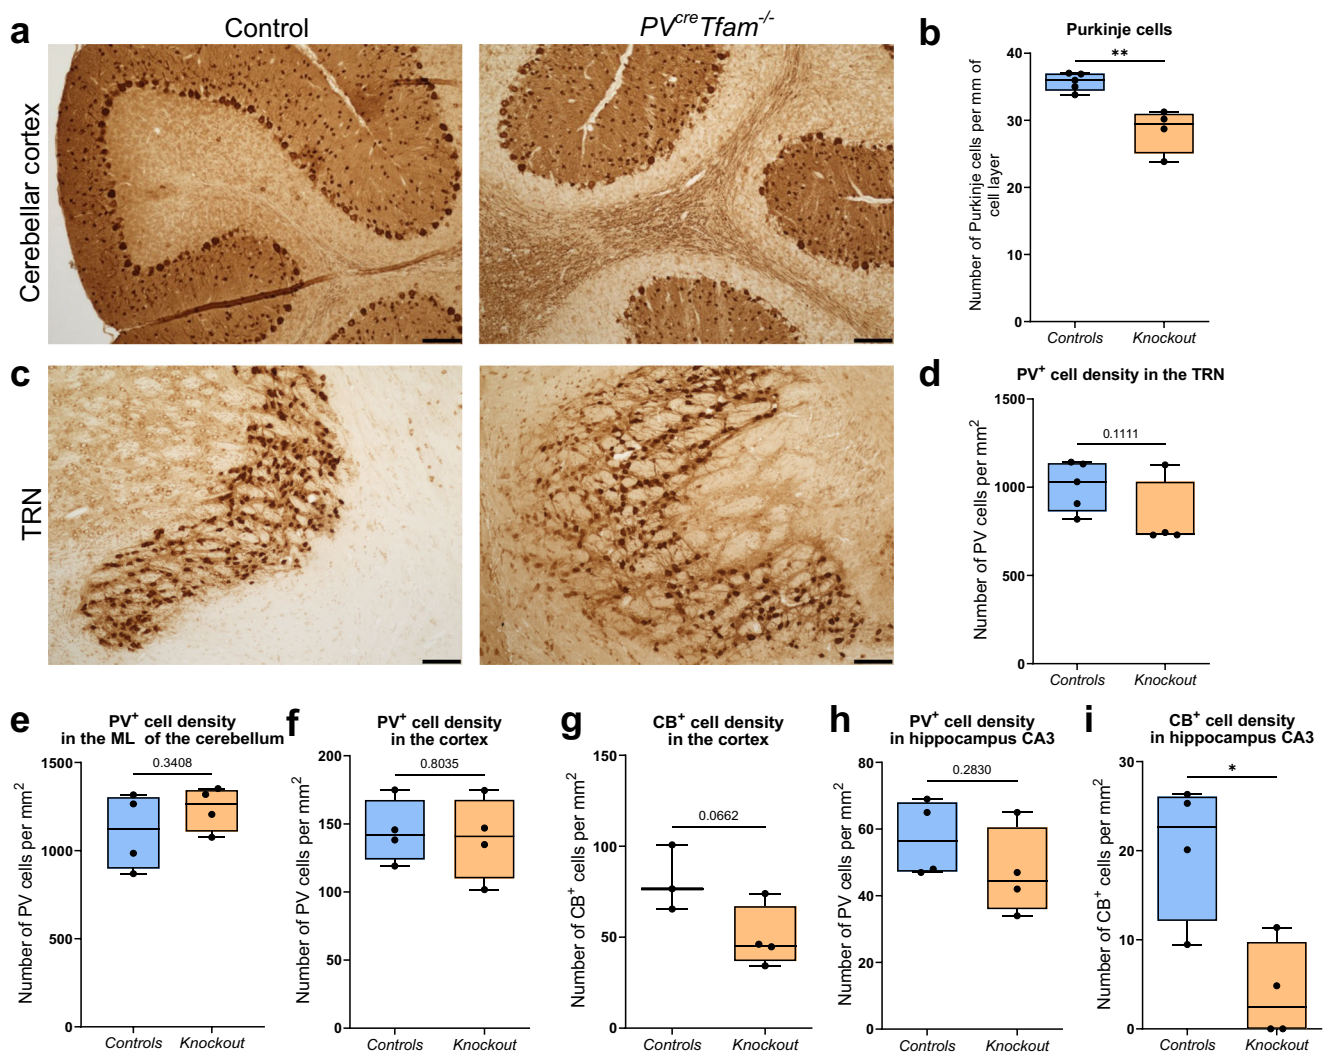 a
Control
PVcreTfam-/-
Cerebellar cortex
b
Purkinje cells
**
Number of Purkinje cells per mm of
cell layer
40
30
20
10
0
Controls Knockout
c
TRN
d
PV+ cell density in the TRN
0.1111
Number of PV cells per mm2
1500
1000
500
0
Controls Knockout
e
PV+ cell density
in the ML of the cerebellum
0.3408
Number of PV cells per mm2
1500
1000
500
0
Controls Knockout
f
PV+ cell density
in the cortex
0.8035
Number of PV cells per mm2
200
150
100
50
0
Controls Knockout
g
CB+ cell density
in the cortex
0.0662
Number of CB+ cells per mm2
150
100
50
0
Controls Knockout
h
PV+ cell density
in hippocampus CA3
0.2830
Number of PV cells per mm2
80
60
40
20
0
Controls Knockout
i
CB+ cell density
in hippocampus CA3
*
Number of CB+ cells per mm2
30
20
10
0
Controls Knockout